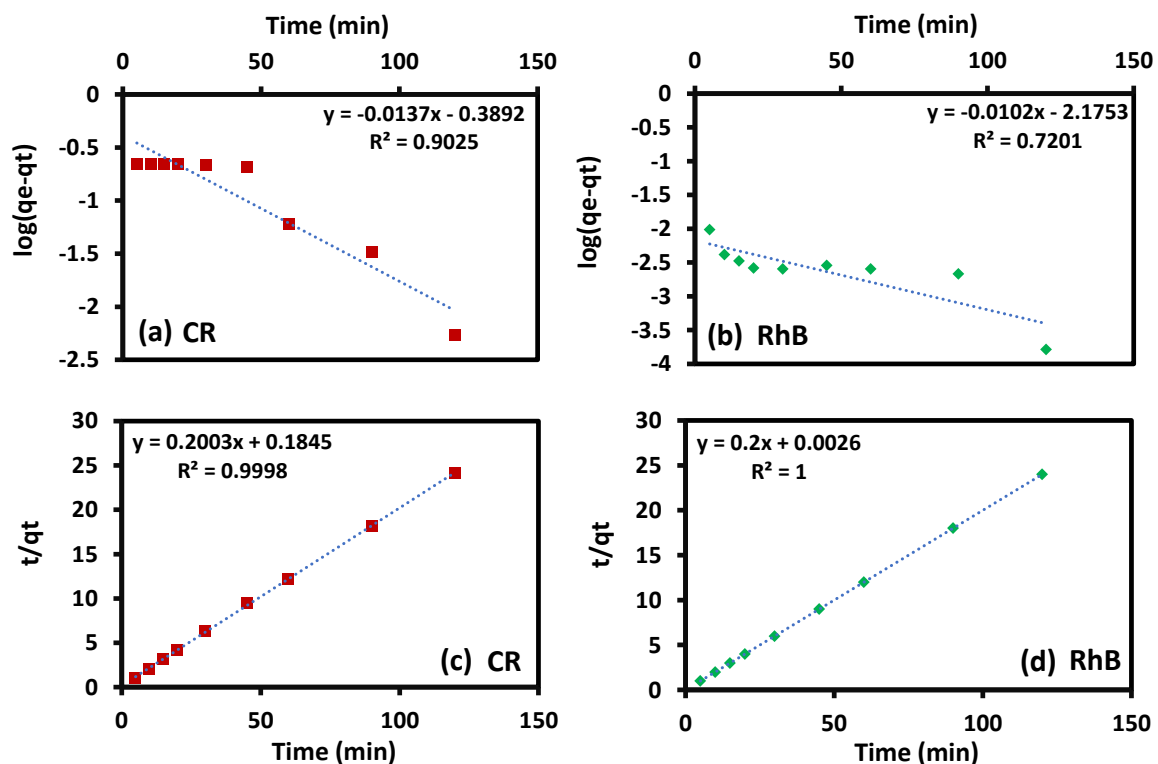 Time (min)
0 50 100 150
0
-0.5
-1
-1.5
-2
-2.5
log(qe-qt)
y = -0.0137x - 0.3892
R² = 0.9025
(a) CR
Time (min)
0 50 100 150
0
-0.5
-1
-1.5
-2
-2.5
-3
-3.5
-4
log(qe-qt)
y = -0.0102x - 2.1753
R² = 0.7201
(b) RhB
30
25
20
15
10
5
0
t/qt
y = 0.2003x + 0.1845
R² = 0.9998
(c) CR
0 50 100 150
Time (min)
30
25
20
15
10
5
0
t/qt
y = 0.2x + 0.0026
R² = 1
(d) RhB
0 50 100 150
Time (min)